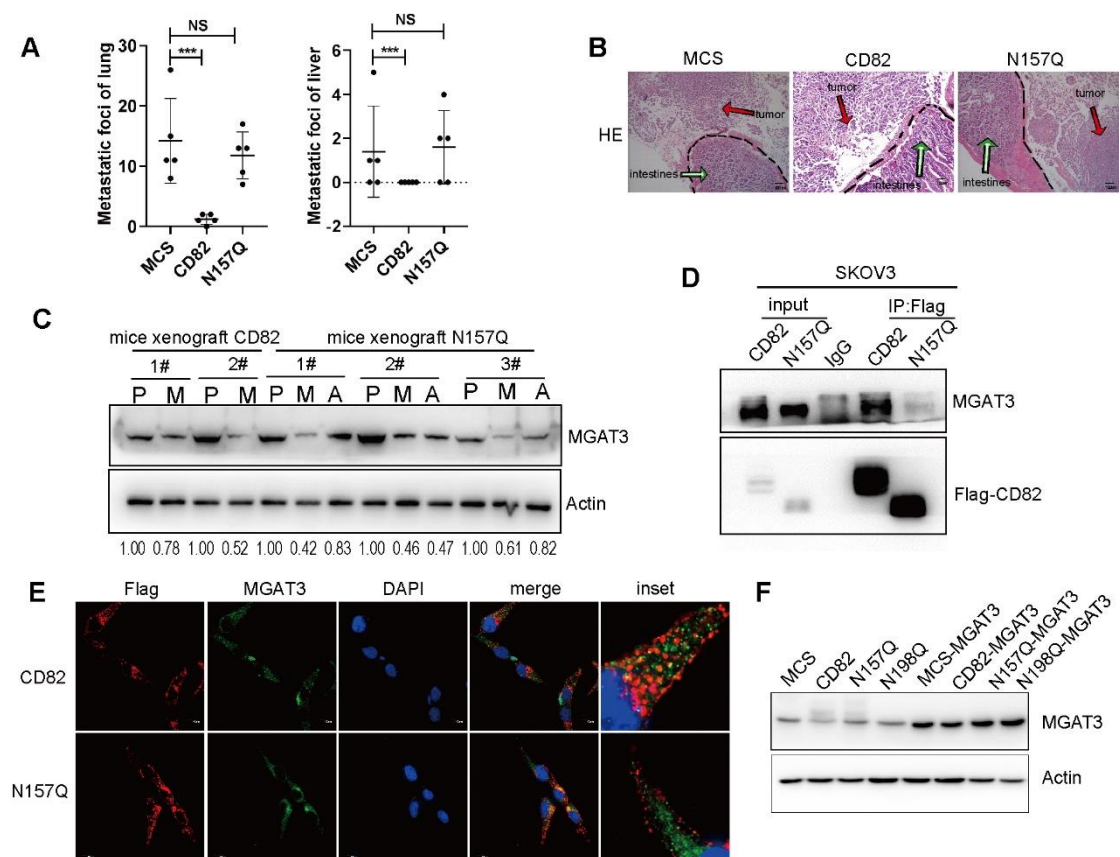 A
NS
***
Metastatic foci of lung
30
20
10
0
MCS
CD82
N157Q
NS
***
Metastatic foci of liver
6
4
2
0
-2
MCS
CD82
N157Q
B
MCS CD82 N157Q
HE
tumor
intestines
tumor
intestines
tumor
intestines
C
mice xenograft CD82 mice xenograft N157Q
1# 2# 1# 2# 3#
P M P M P M A P M A P M A
MGAT3
Actin
1.00 0.78 1.00 0.52 1.00 0.42 0.83 1.00 0.46 0.47 1.00 0.61 0.82
D
SKOV3
input IP:Flag
CD82 N157Q IgG CD82 N157Q
MGAT3
Flag-CD82
E
Flag MGAT3 DAPI merge inset
CD82
N157Q
F
MCS CD82 N157Q N198Q MCS-MGAT3 CD82-MGAT3 N157Q-MGAT3 N198Q-MGAT3
MGAT3
Actin